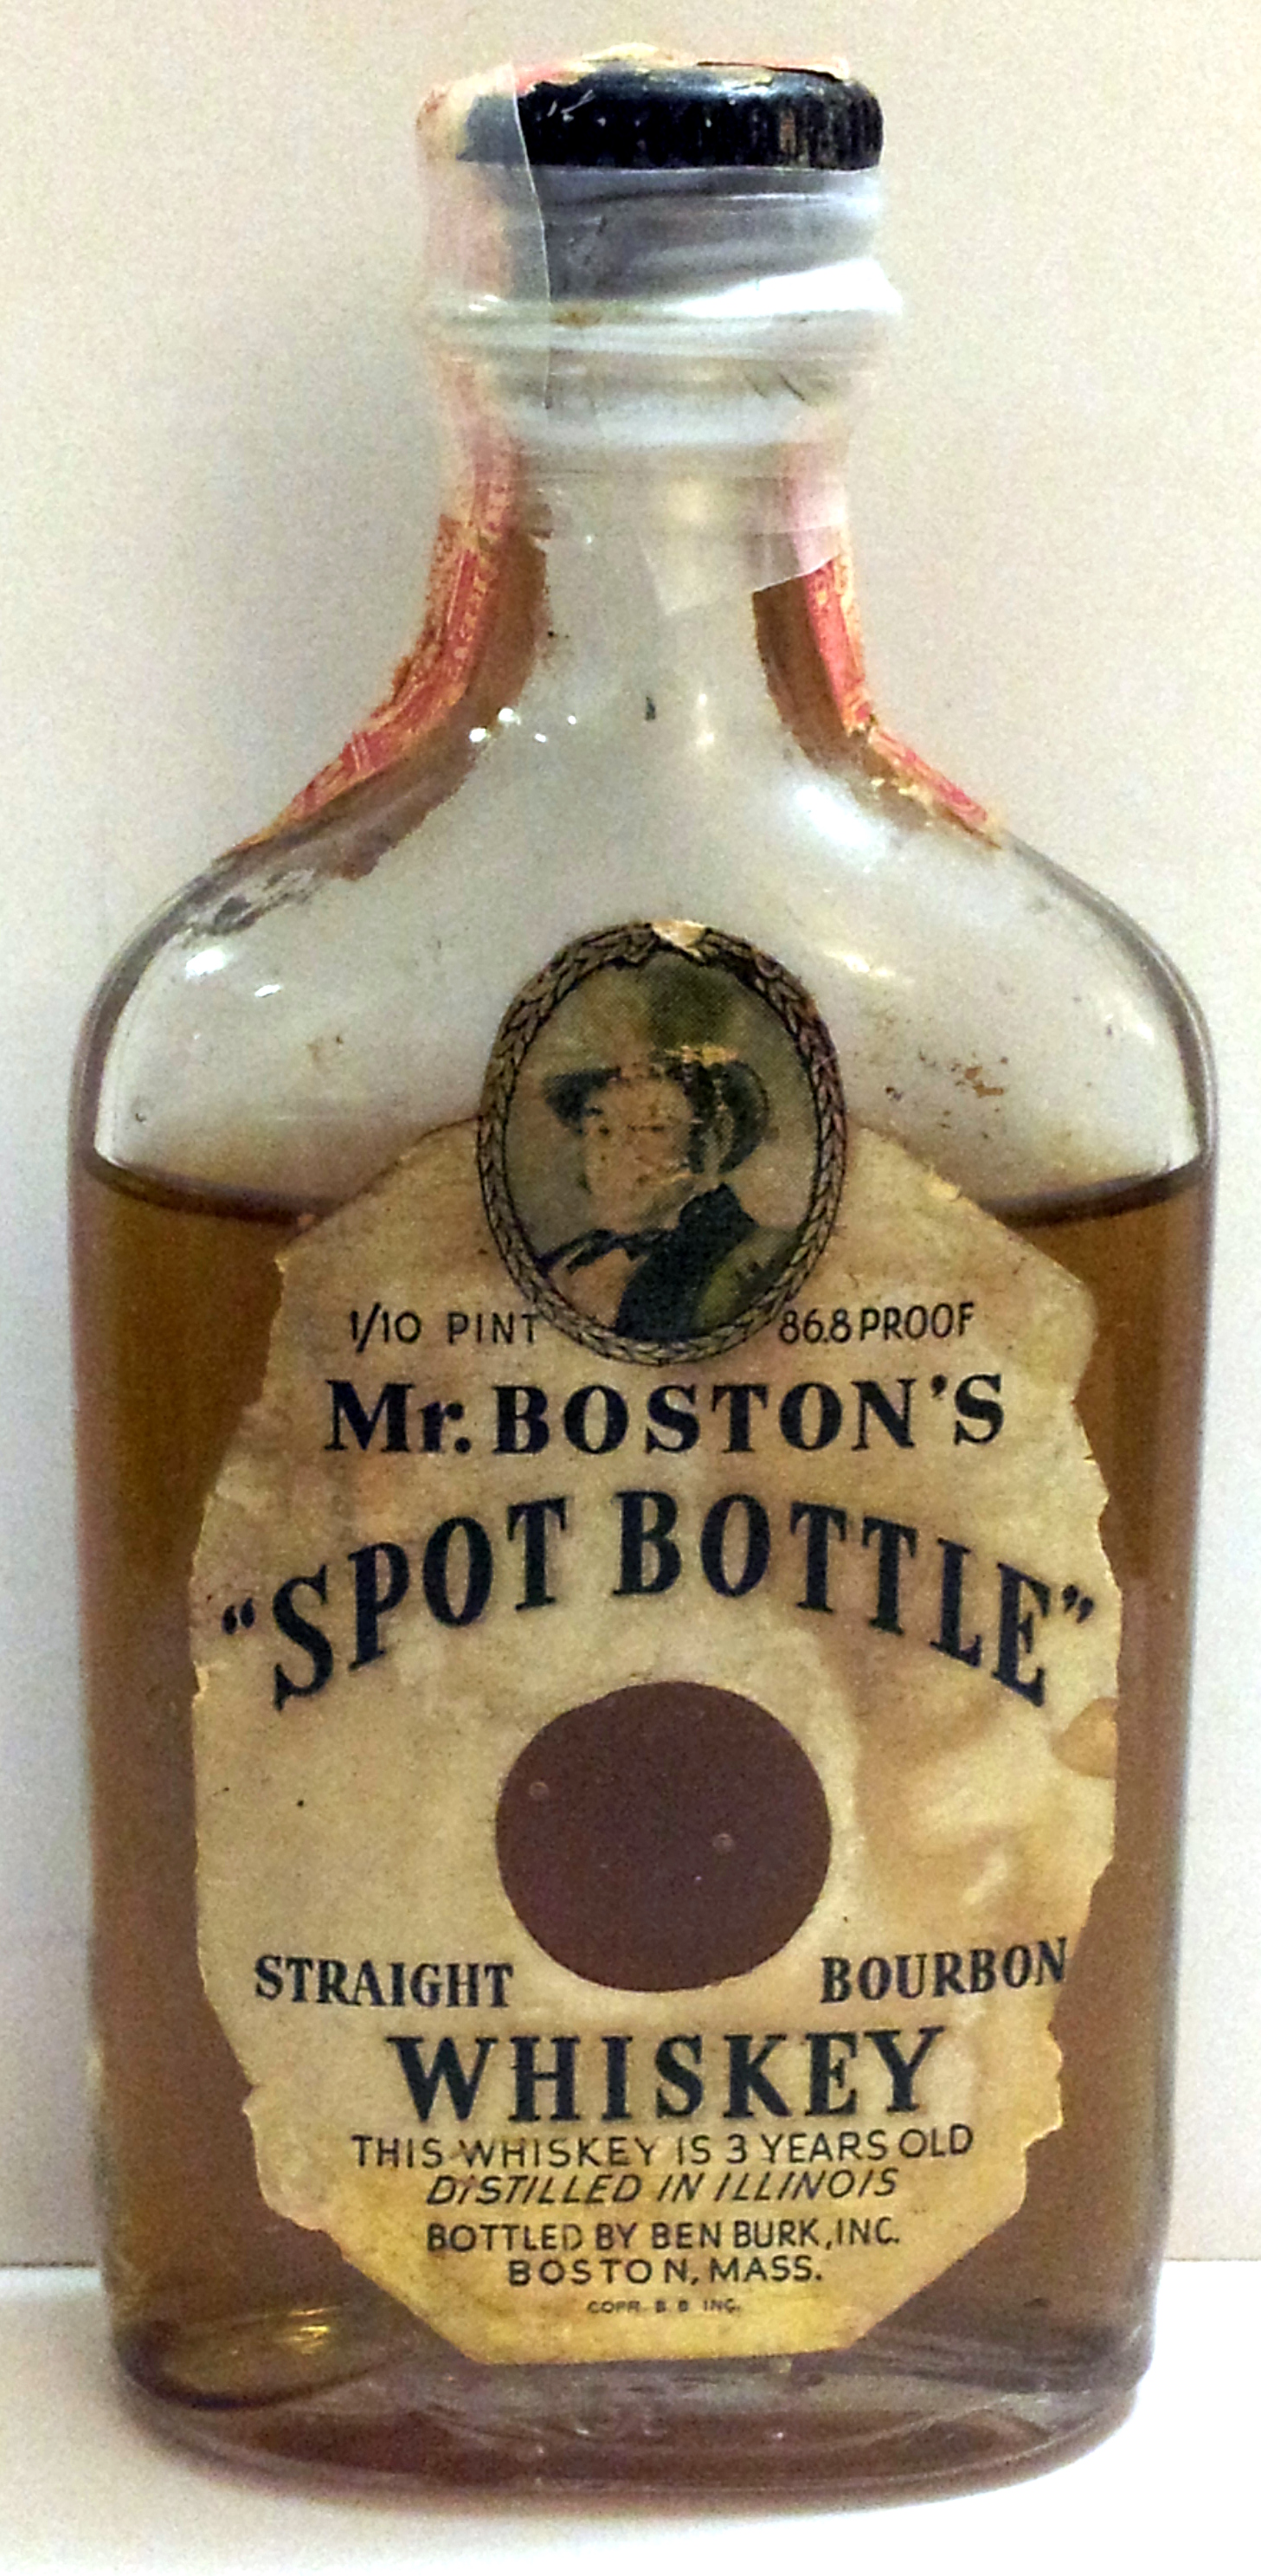 1/10 PINT 86.8 PROOF
Mr. BOSTON'S
"SPOT BOTTLE"
STRAIGHT BOURBON
WHISKEY
THIS WHISKEY IS 3 YEARS OLD
DISTILLED IN ILLINOIS
BOTTLED BY BEN BURK, INC.
BOSTON, MASS.
COPR. B B INC.